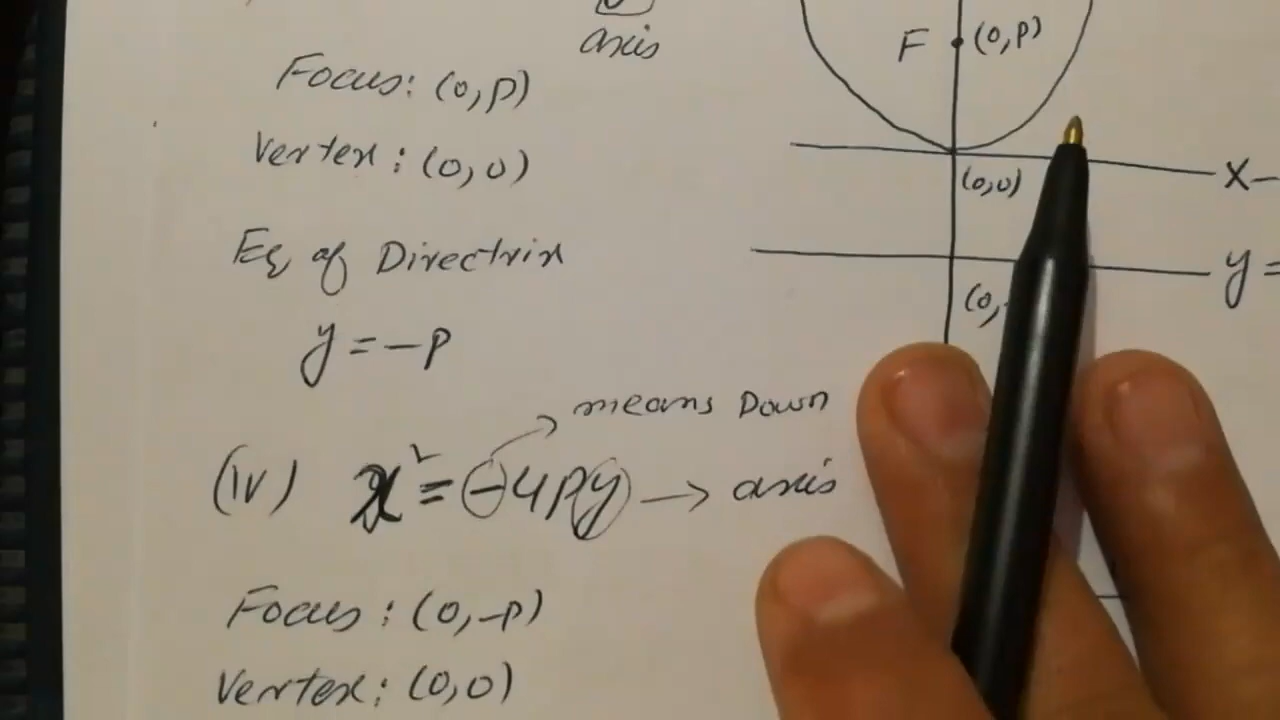 axis
Focus: (0,P)
Vertex: (0,0)
Eq of Directrix
y = -P
means Down
(iv) x² = -4py → axis
Focus: (0,-P)
Vertex: (0,0)
F (0,P)
(0,0)
X-
y =
(0,